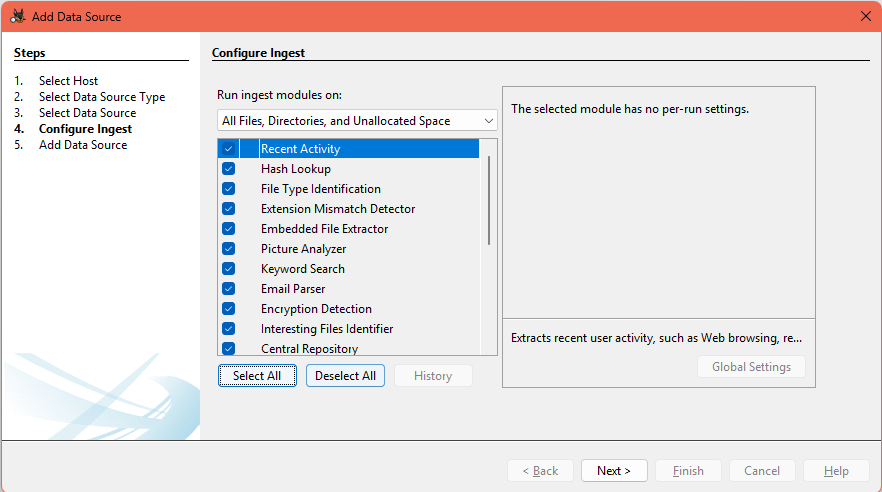 Add Data Source
Steps
1. Select Host
2. Select Data Source Type
3. Select Data Source
4. Configure Ingest
5. Add Data Source
Configure Ingest
Run ingest modules on:
All Files, Directories, and Unallocated Space
Recent Activity
Hash Lookup
File Type Identification
Extension Mismatch Detector
Embedded File Extractor
Picture Analyzer
Keyword Search
Email Parser
Encryption Detection
Interesting Files Identifier
Central Repository
Select All Deselect All History
The selected module has no per-run settings.
Extracts recent user activity, such as Web browsing, re...
Global Settings
< Back Next > Finish Cancel Help